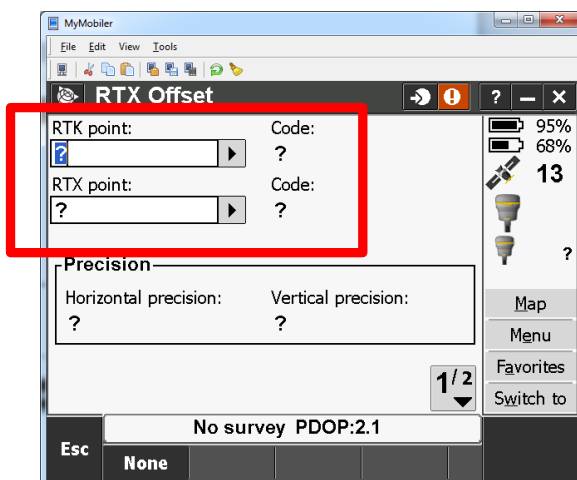 MyMobiler
File Edit View Tools
RTX Offset
? – ×
RTK point: Code:
? ?
RTX point: Code:
? ?
95%
68%
13
?
Precision
Horizontal precision: Vertical precision:
? ?
Map
Menu
Favorites
Switch to
1/2
No survey PDOP:2.1
Esc
None